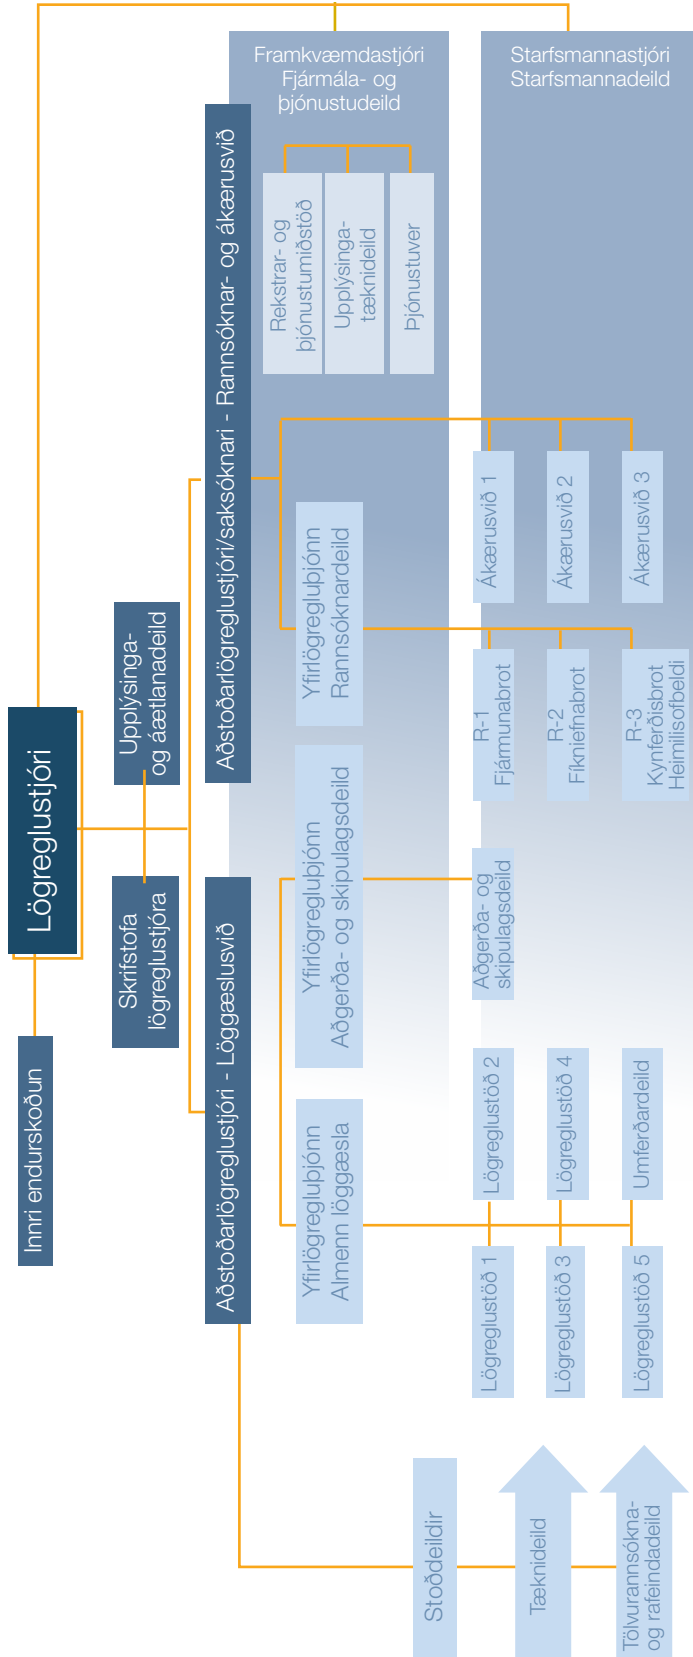 Lögreglustjóri
Innri endurskoðun
Skrifstofa
lögreglustjóra
Upplýsinga-
og áætlanadeild
Aðstoðarlögreglustjóri - Löggæslusvið
Aðstoðarlögreglustjóri/saksóknari - Rannsóknar- og ákærusvið
Framkvæmdastjóri
Fjármála- og
þjónustudeild
Starfsmannastjóri
Starfsmannadeild
Rekstrar- og
þjónustumiðstöð
Upplýsinga-
tæknideild
Þjónustuver
Yfirlögregluþjónn
Almenn löggæsla
Yfirlögregluþjónn
Aðgerða- og skipulagsdeild
Yfirlögregluþjónn
Rannsóknardeild
Stoðdeildir
Tæknideild
Tölvurannsókna-
og rafeindadeild
Lögreglustöð 1
Lögreglustöð 2
Lögreglustöð 3
Lögreglustöð 4
Lögreglustöð 5
Umferðardeild
Aðgerða- og
skipulagsdeild
R-1
Fjármunabrot
R-2
Fíkniefnabrot
R-3
Kynferðisbrot
Heimilisofbeldi
Ákærusvið 1
Ákærusvið 2
Ákærusvið 3